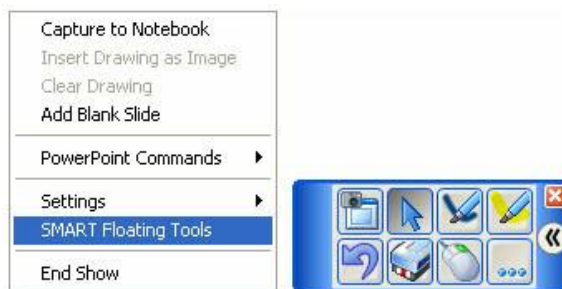 Capture to Notebook
Insert Drawing as Image
Clear Drawing
Add Blank Slide
PowerPoint Commands
Settings
SMART Floating Tools
End Show